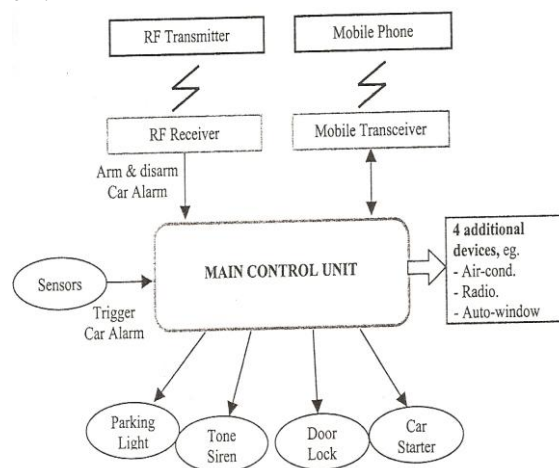 RF Transmitter
Mobile Phone
RF Receiver
Mobile Transceiver
Arm & disarm
Car Alarm
4 additional
devices, eg.
- Air-cond.
- Radio.
- Auto-window
MAIN CONTROL UNIT
Sensors
Trigger
Car Alarm
Parking
Light
Tone
Siren
Door
Lock
Car
Starter